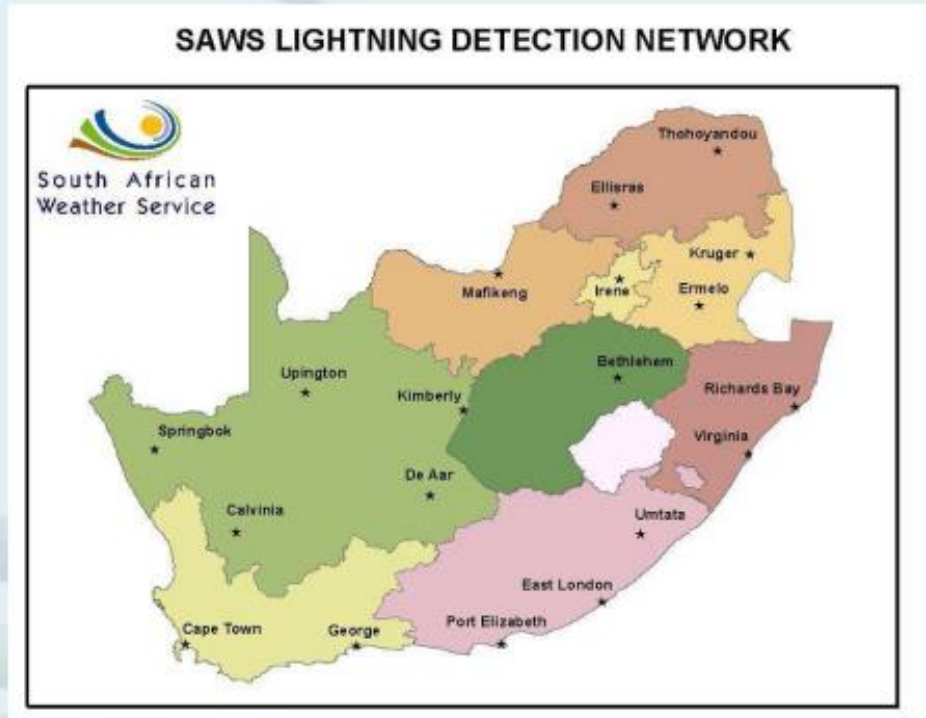 SAWS LIGHTNING DETECTION NETWORK
South African
Weather Service
Thohoyandou
Ellisras
Kruger
Mafikeng
Irene
Ermelo
Bethlehem
Upington
Kimberly
Richards Bay
Springbok
Virginia
De Aar
Calvinia
Umtata
East London
Cape Town
George
Port Elizabeth